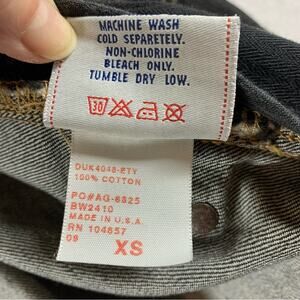 MACHINE WASH
COLD SEPARETELY.
NON-CHLORINE
BLEACH ONLY.
TUMBLE DRY LOW.
30
DUK4048-ETY
100% COTTON
PO#AG-6825
BW2410
MADE IN U.S.A.
RN 104857
09
XS